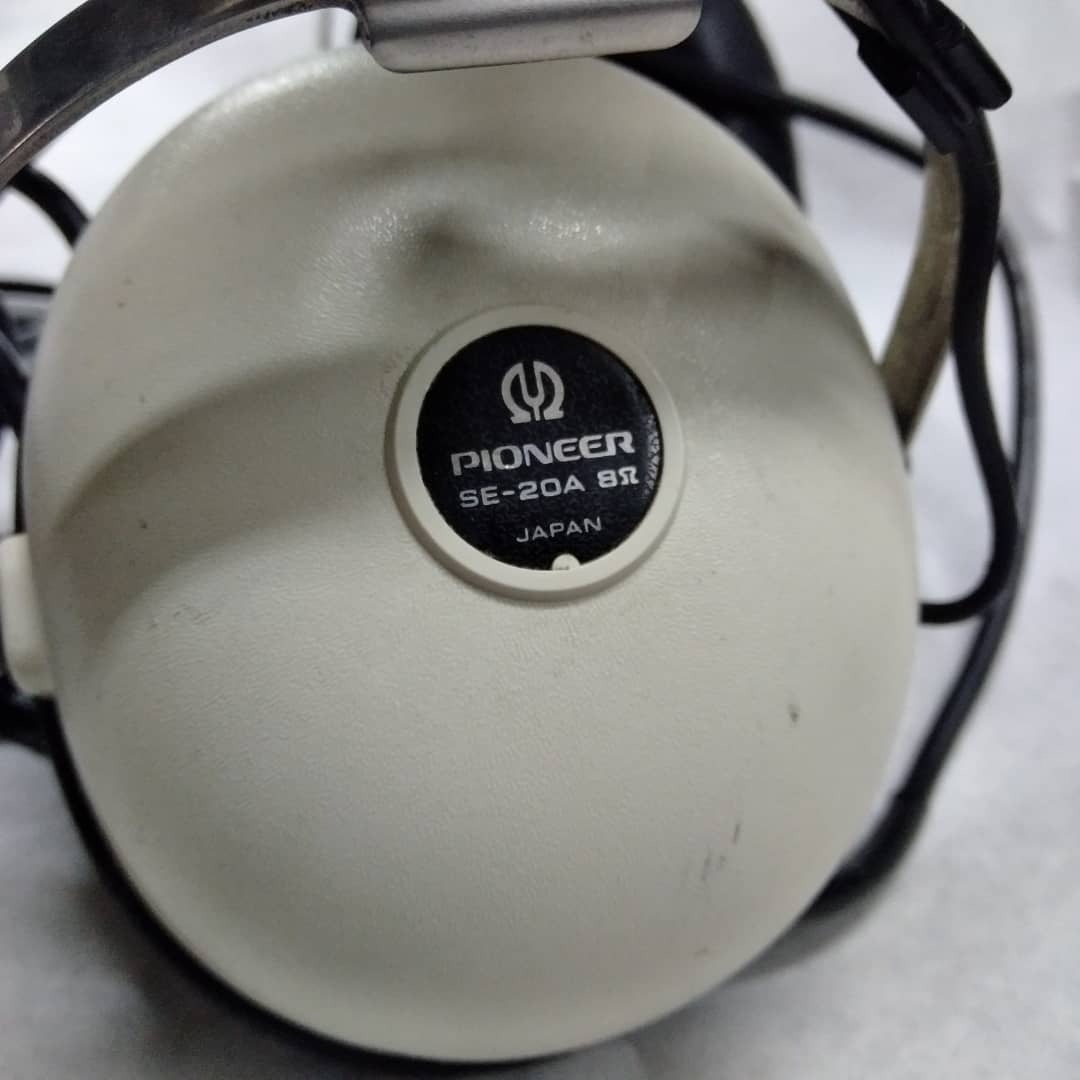 PIONEER
SE-20A 8Ω
JAPAN